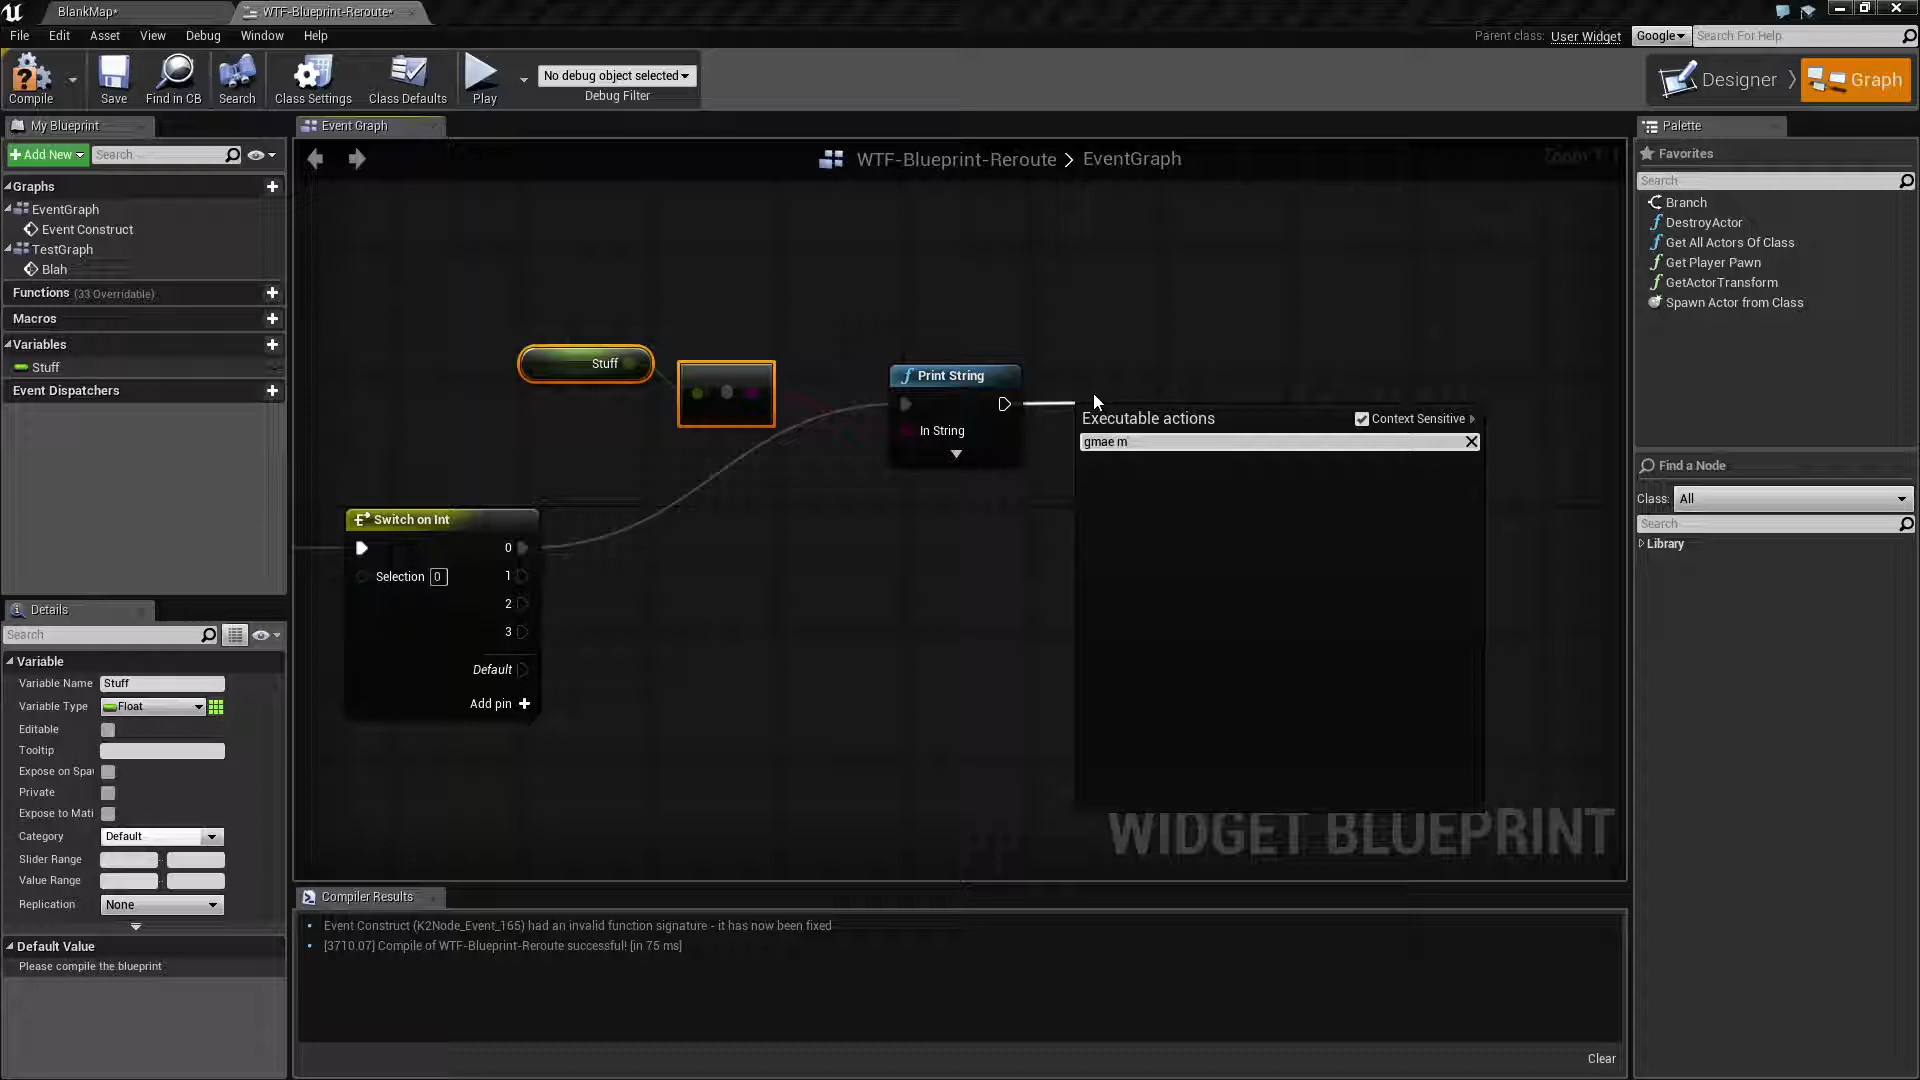 BlankMap*
WTF-Blueprint-Reroute*
File Edit Asset View Debug Window Help
Parent class: User Widget Google Search For Help
Compile Save Find in CB Search Class Settings Class Defaults Play
No debug object selected
Debug Filter
Designer Graph
My Blueprint
Add New Search
Graphs
EventGraph
Event Construct
TestGraph
Blah
Functions (33 Overridable)
Macros
Variables
Stuff
Event Dispatchers
Details
Search
Variable
Variable Name Stuff
Variable Type Float
Editable
Tooltip
Expose on Spa
Private
Expose to Mati
Category Default
Slider Range
Value Range
Replication None
Default Value
Please compile the blueprint
Event Graph
WTF-Blueprint-Reroute > EventGraph
Stuff
Print String
In String
Switch on Int
0
Selection 0
1
2
3
Default
Add pin
Executable actions
Context Sensitive
gmae m
WIDGET BLUEPRINT
Compiler Results
Event Construct (K2Node_Event_165) had an invalid function signature - it has now been fixed
[3710.07] Compile of WTF-Blueprint-Reroute successful! [in 75 ms]
Clear
Palette
Favorites
Search
Branch
DestroyActor
Get All Actors Of Class
Get Player Pawn
GetActorTransform
Spawn Actor from Class
Find a Node
Class: All
Search
Library